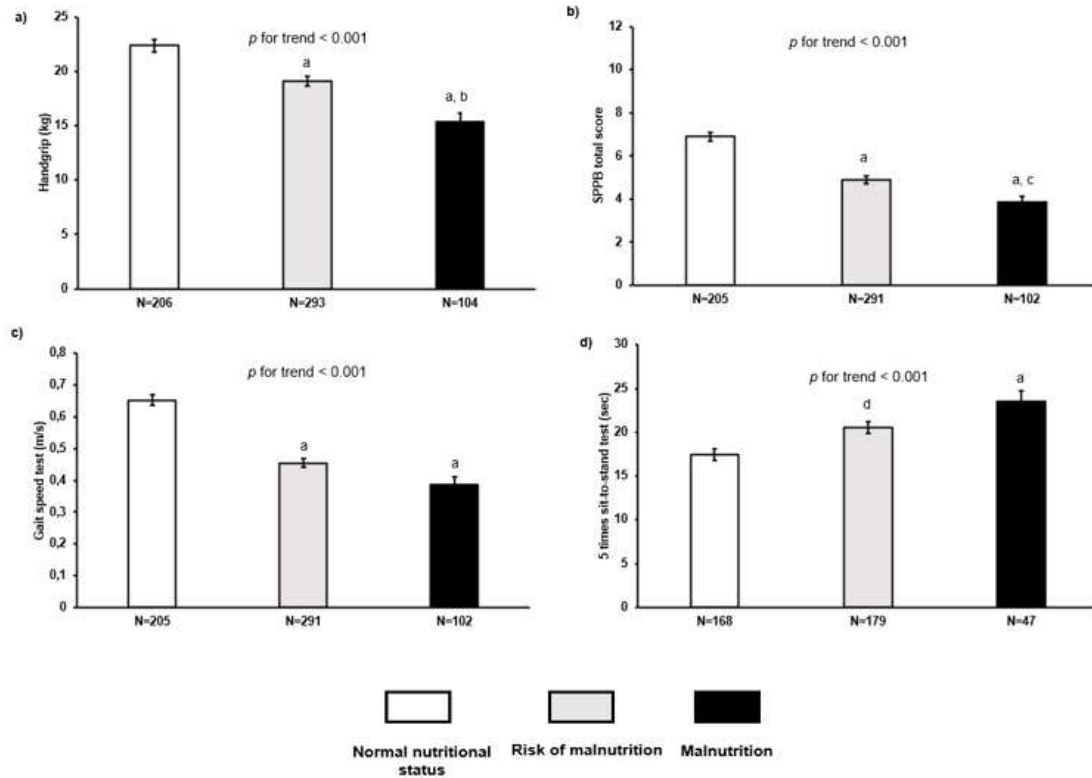 a)
25
20
15
10
5
0
Handgrip (kg)
p for trend < 0.001
a
a, b
N=206
N=293
N=104
b)
12
10
8
6
4
2
0
SPPB total score
p for trend < 0.001
a
a, c
N=205
N=291
N=102
c)
0,8
0,7
0,6
0,5
0,4
0,3
0,2
0,1
0
Gait speed test (m/s)
p for trend < 0.001
a
a
N=205
N=291
N=102
d)
30
25
20
15
10
5
0
5 times sit-to-stand test (sec)
p for trend < 0.001
d
a
N=168
N=179
N=47
Normal nutritional
status
Risk of malnutrition
Malnutrition